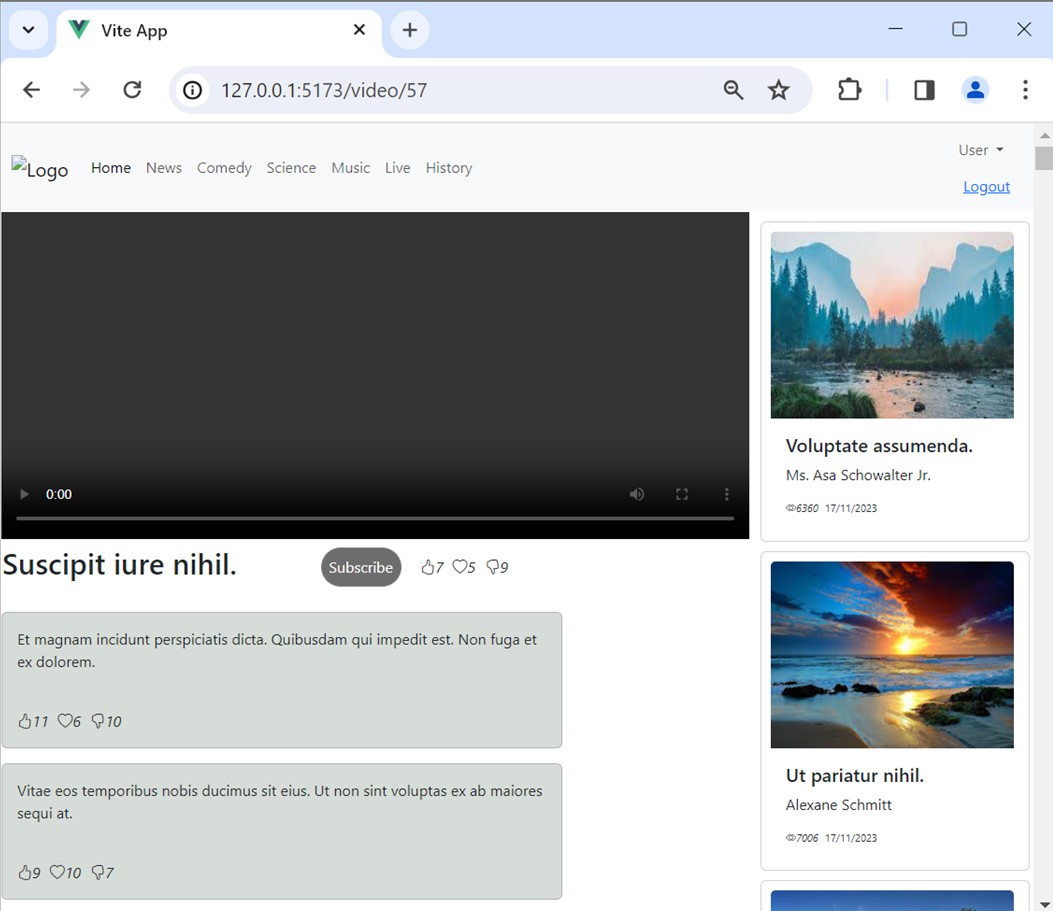 Vite App
127.0.0.1:5173/video/57
Logo Home News Comedy Science Music Live History
User
Logout
0:00
Suscipit iure nihil. Subscribe 7 5 9
Et magnam incidunt perspiciatis dicta. Quibusdam qui impedit est. Non fuga et
ex dolorem.
11 6 10
Vitae eos temporibus nobis ducimus sit eius. Ut non sint voluptas ex ab maiores
sequi at.
9 10 7
Voluptate assumenda.
Ms. Asa Schowalter Jr.
6360 17/11/2023
Ut pariatur nihil.
Alexane Schmitt
7006 17/11/2023